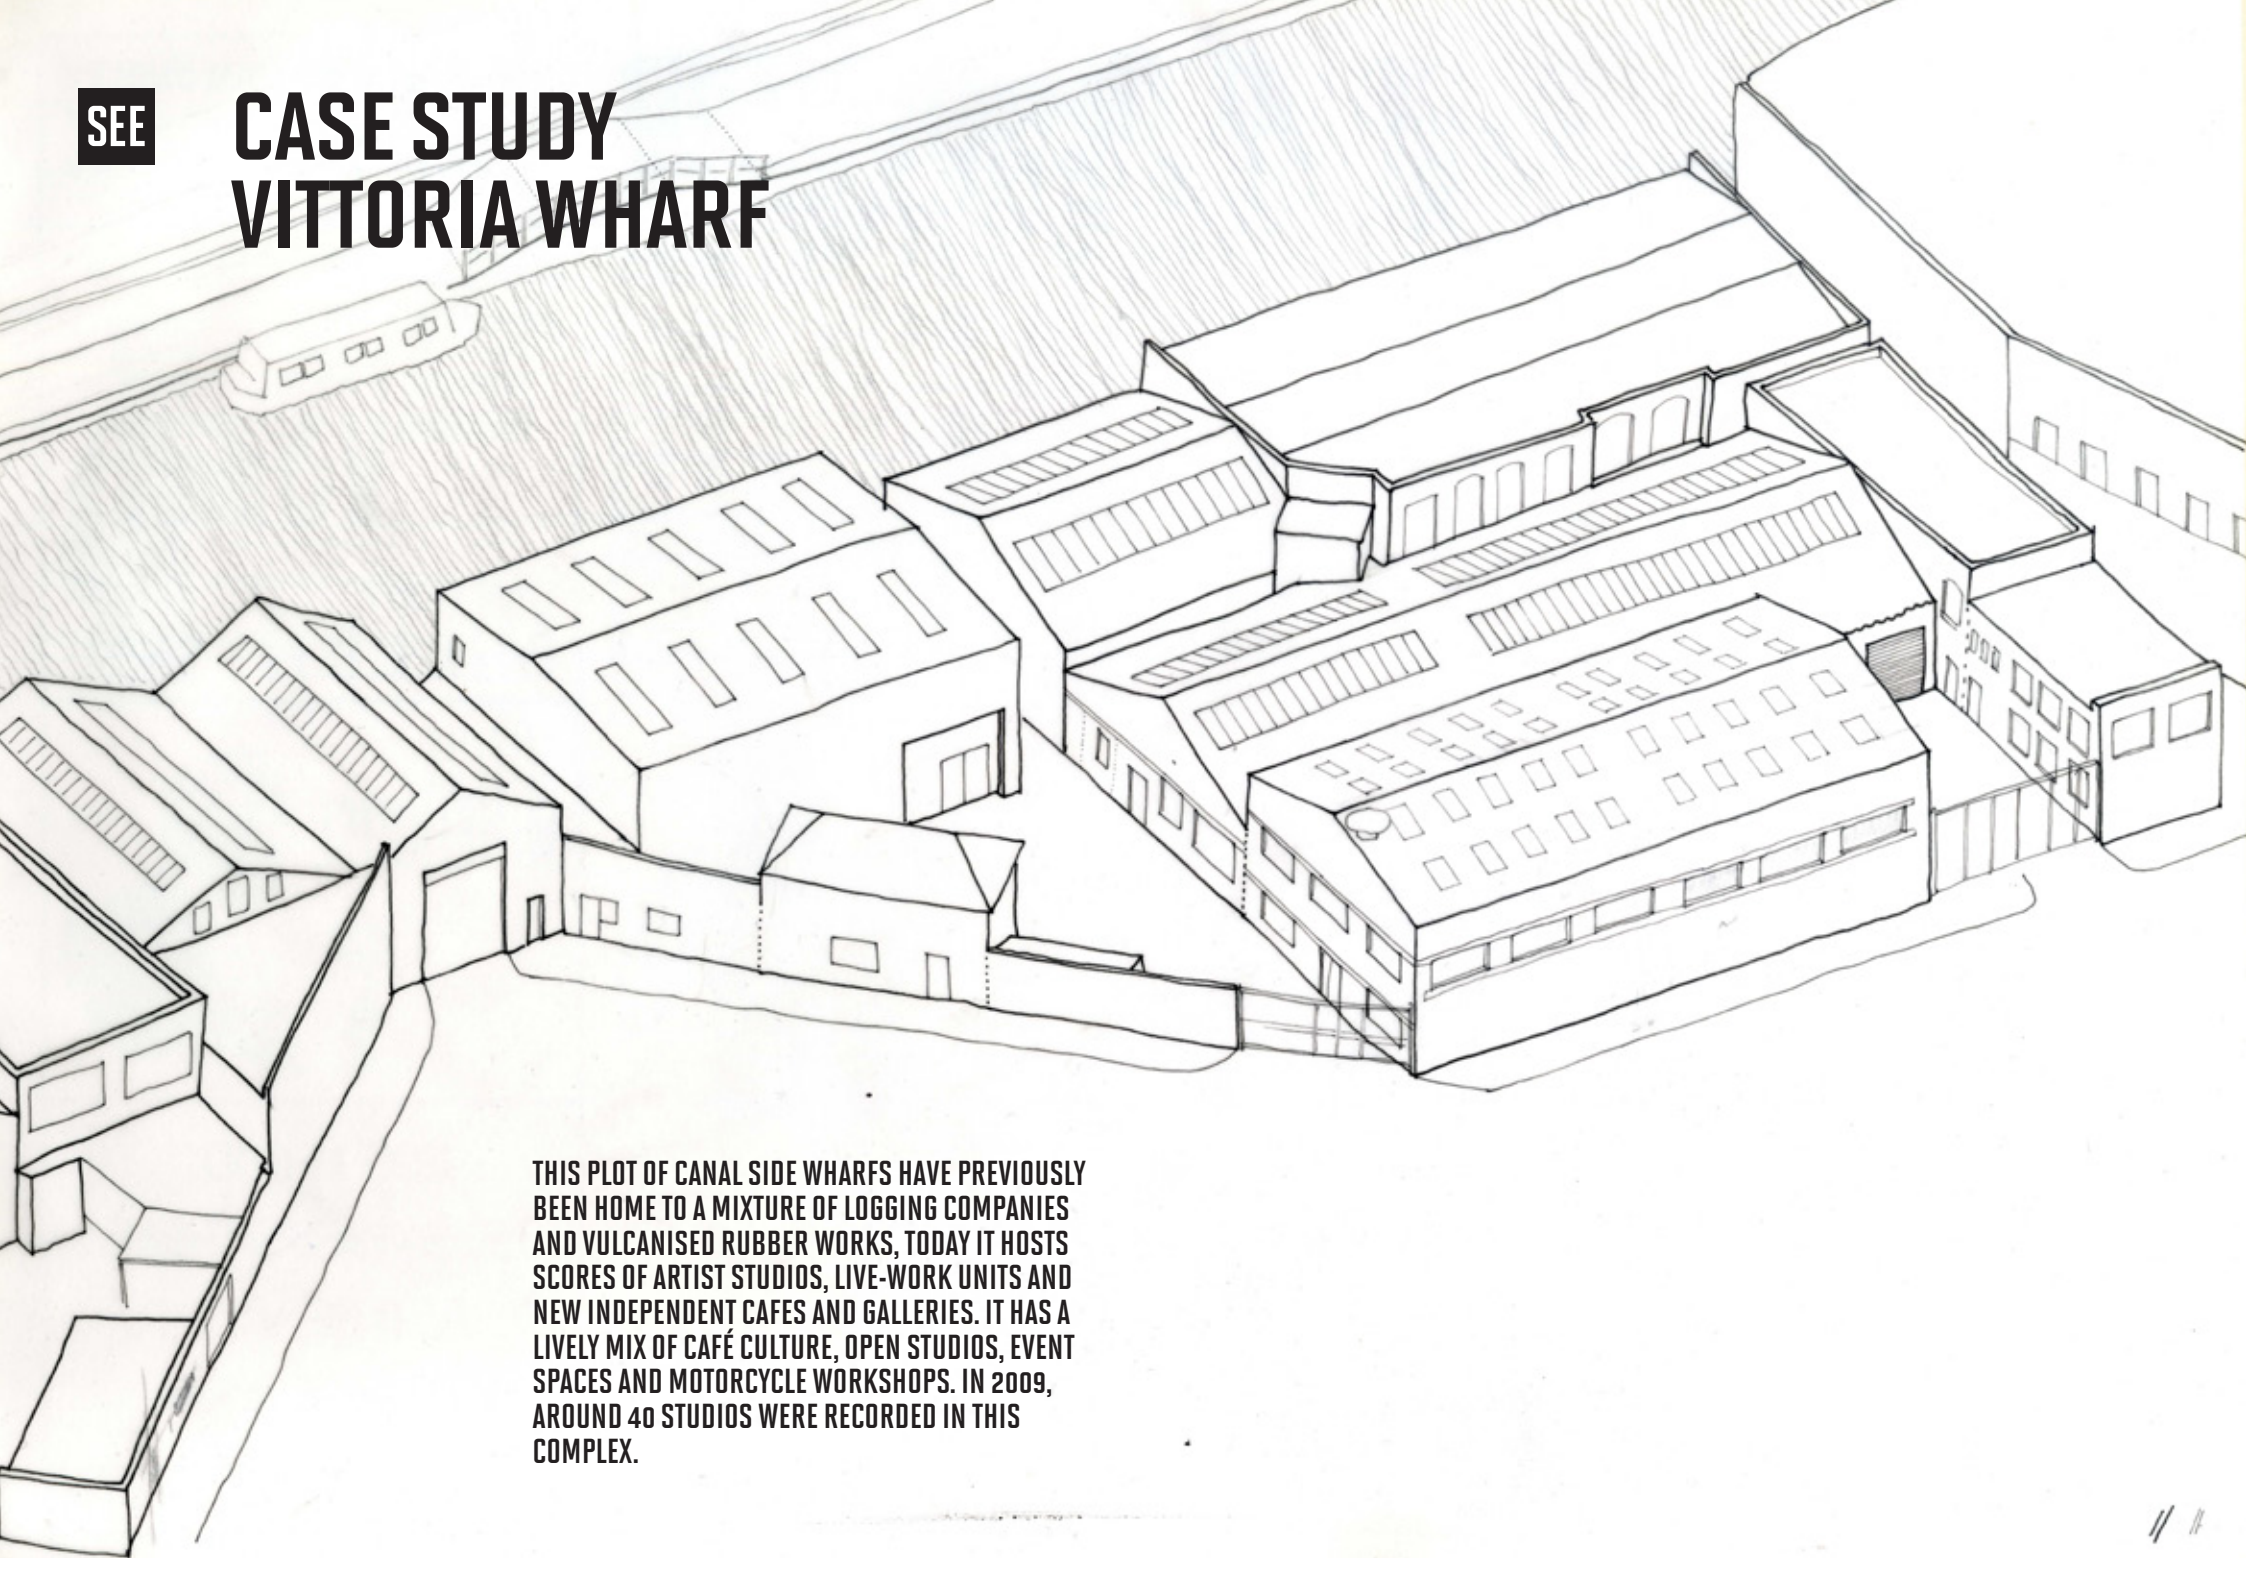 SEE
CASE STUDY
VITTORIA WHARF
THIS PLOT OF CANAL SIDE WHARFS HAVE PREVIOUSLY
BEEN HOME TO A MIXTURE OF LOGGING COMPANIES
AND VULCANISED RUBBER WORKS, TODAY IT HOSTS
SCORES OF ARTIST STUDIOS, LIVE-WORK UNITS AND
NEW INDEPENDENT CAFES AND GALLERIES. IT HAS A
LIVELY MIX OF CAFÉ CULTURE, OPEN STUDIOS, EVENT
SPACES AND MOTORCYCLE WORKSHOPS. IN 2009,
AROUND 40 STUDIOS WERE RECORDED IN THIS
COMPLEX.